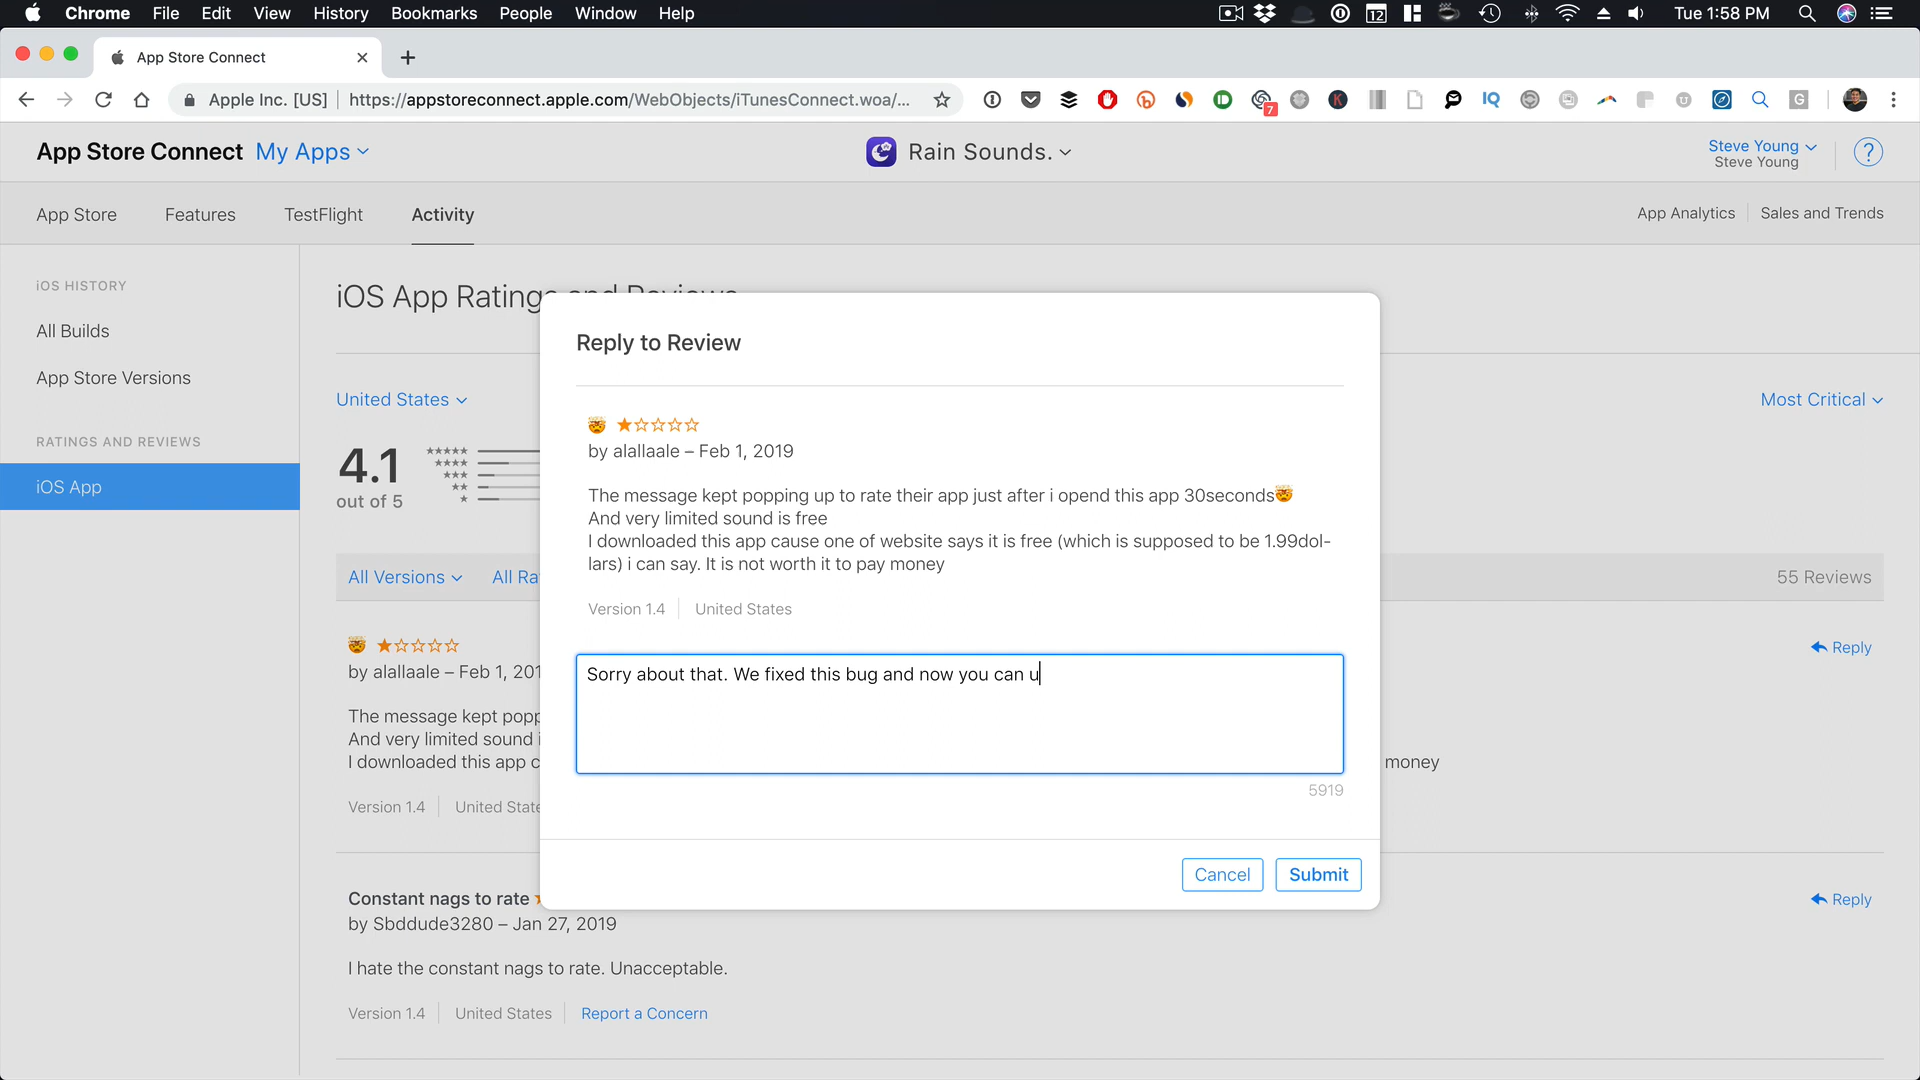 Chrome File Edit View History Bookmarks People Window Help 12 Tue 1:58 PM
App Store Connect
Apple Inc. [US] https://appstoreconnect.apple.com/WebObjects/iTunesConnect.woa/... 7 K IQ G
App Store Connect My Apps Rain Sounds. Steve Young ?
Steve Young
App Store Features TestFlight Activity App Analytics Sales and Trends
iOS HISTORY
All Builds
App Store Versions
RATINGS AND REVIEWS
iOS App
iOS App Ratings and Reviews
United States Most Critical
4.1
out of 5
All Versions All Ra 55 Reviews
by alallaale – Feb 1, 201 Reply
The message kept popp
And very limited sound i
I downloaded this app c money
Version 1.4 United State
Constant nags to rate Reply
by Sbddude3280 – Jan 27, 2019
I hate the constant nags to rate. Unacceptable.
Version 1.4 United States Report a Concern
Reply to Review
by alallaale – Feb 1, 2019
The message kept popping up to rate their app just after i opend this app 30seconds🤯
And very limited sound is free
I downloaded this app cause one of website says it is free (which is supposed to be 1.99dol-
lars) i can say. It is not worth it to pay money
Version 1.4 United States
Sorry about that. We fixed this bug and now you can u
5919
Cancel Submit